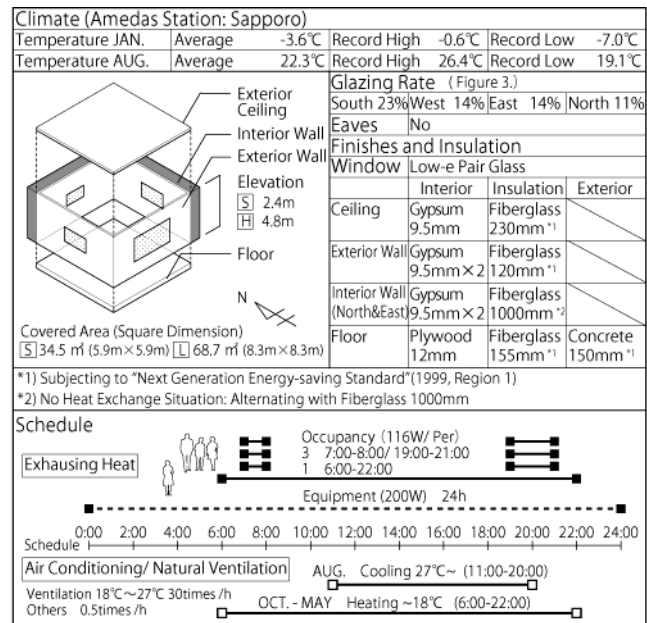 Climate (Amedas Station: Sapporo)
Temperature JAN. Average -3.6℃ Record High -0.6℃ Record Low -7.0℃
Temperature AUG. Average 22.3℃ Record High 26.4℃ Record Low 19.1℃
Exterior
Ceiling
Interior Wall
Exterior Wall
Elevation
S 2.4m
H 4.8m
Floor
N
Covered Area (Square Dimension)
S 34.5 ㎡ (5.9m×5.9m) L 68.7 ㎡ (8.3m×8.3m)
Glazing Rate (Figure 3.)
South 23% West 14% East 14% North 11%
Eaves No
Finishes and Insulation
Window Low-e Pair Glass
Interior Insulation Exterior
Ceiling Gypsum Fiberglass
9.5mm 230mm *1
Exterior Wall Gypsum Fiberglass
9.5mm×2 120mm *1
Interior Wall Gypsum Fiberglass
(North&East) 9.5mm×2 1000mm *2
Floor Plywood Fiberglass Concrete
12mm 155mm *1 150mm *1
*1) Subjecting to "Next Generation Energy-saving Standard"(1999, Region 1)
*2) No Heat Exchange Situation: Alternating with Fiberglass 1000mm
Schedule
Exhausing Heat
Occupancy (116W/ Per)
3 7:00-8:00/ 19:00-21:00
1 6:00-22:00
Equipment (200W) 24h
0:00 2:00 4:00 6:00 8:00 10:00 12:00 14:00 16:00 18:00 20:00 22:00 24:00
Schedule
Air Conditioning/ Natural Ventilation
AUG. Cooling 27℃~ (11:00-20:00)
Ventilation 18℃~27℃ 30times /h
Others 0.5times /h
OCT. - MAY Heating ~18℃ (6:00-22:00)